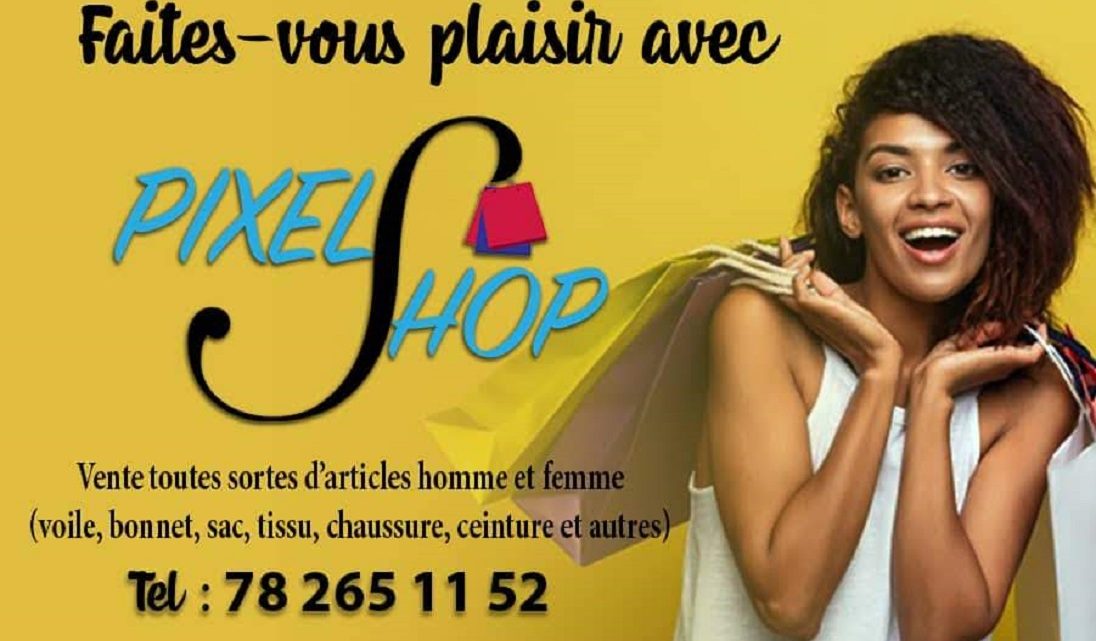 Faites-vous plaisir avec
PIXEL
SHOP
Vente toutes sortes d'articles homme et femme
(voile, bonnet, sac, tissu, chaussure, ceinture et autres)
Tel : 78 265 11 52